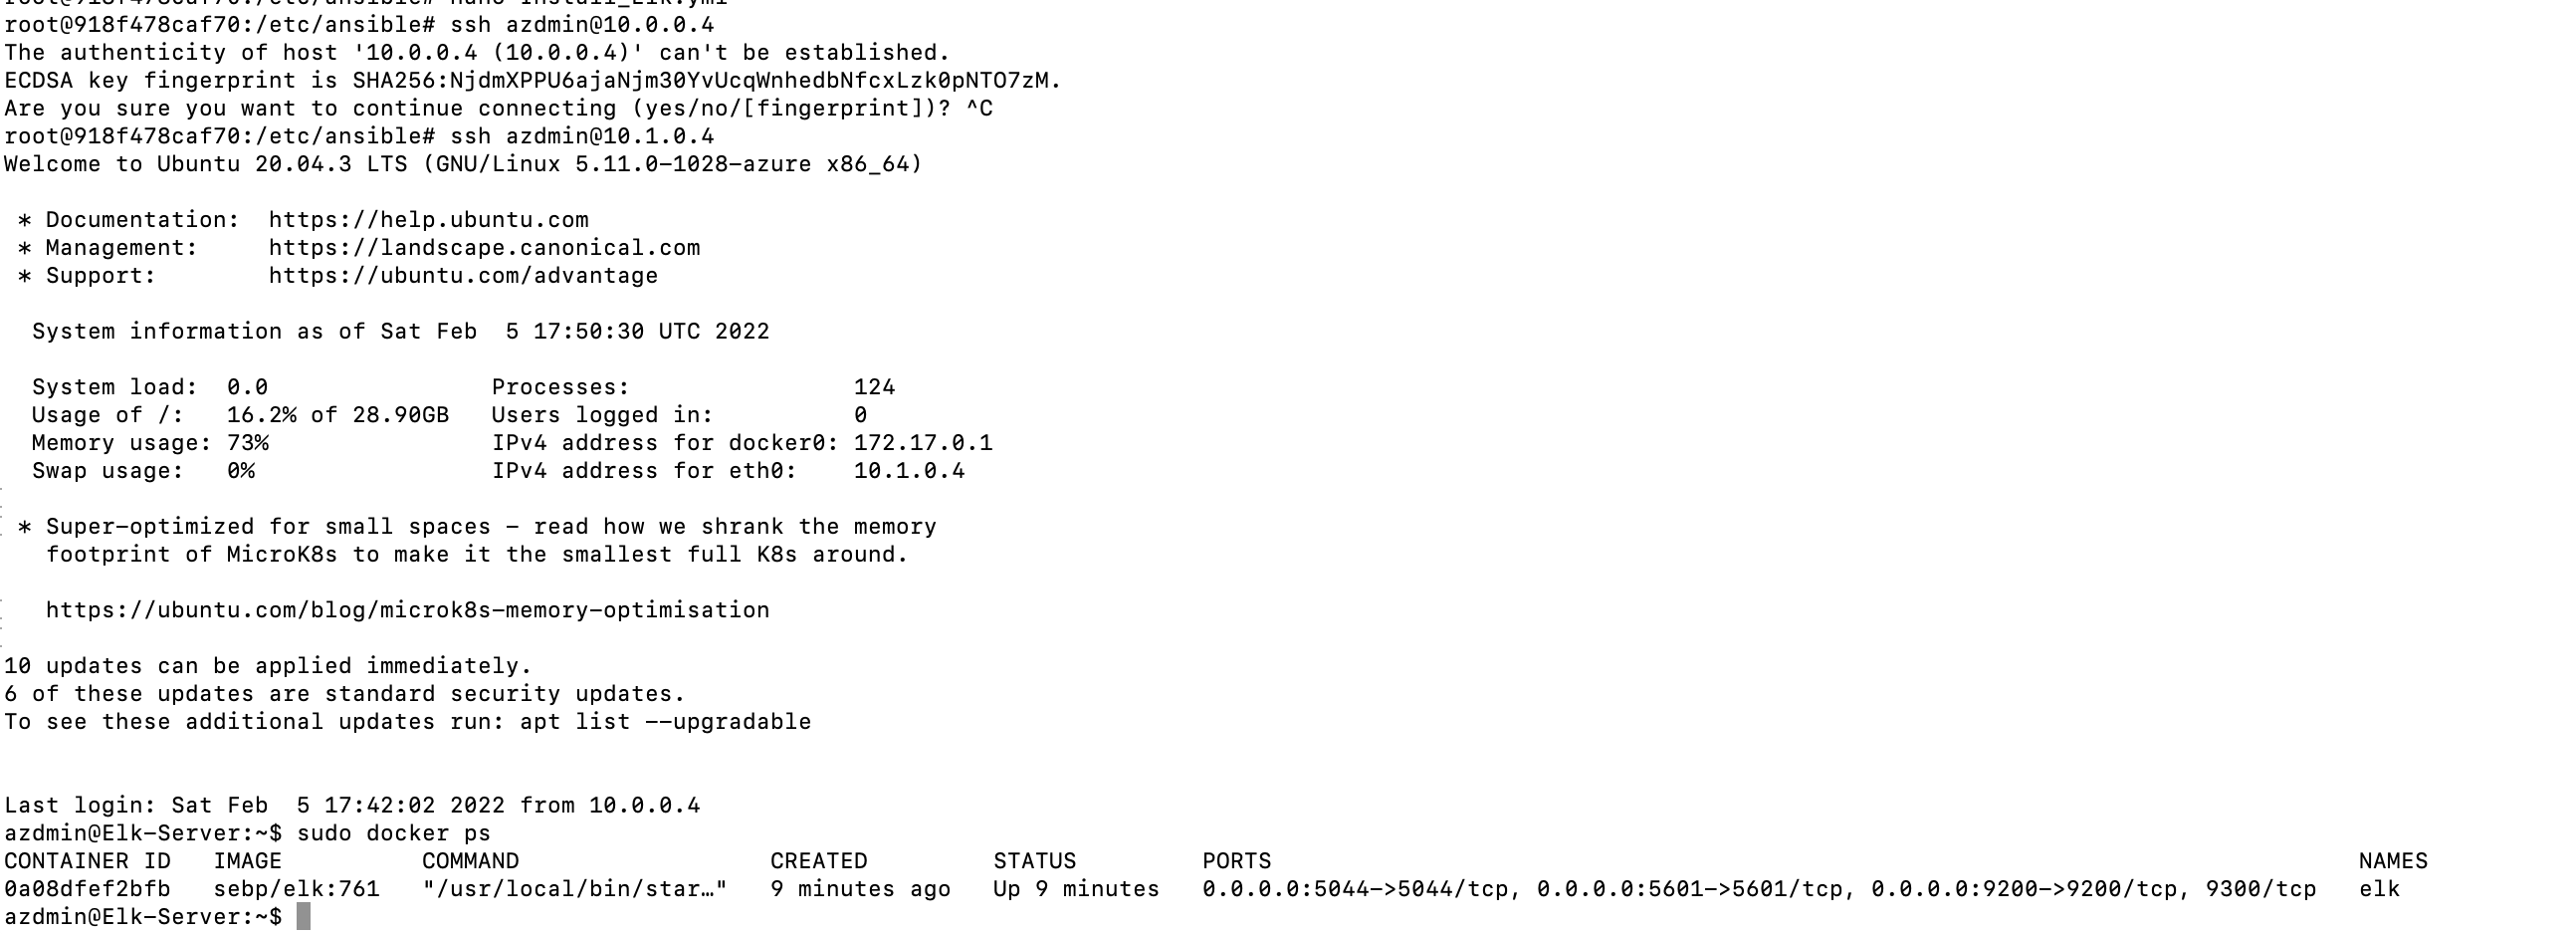 root@918f478caf70:/etc/ansible# nano Install_Elk.yml
root@918f478caf70:/etc/ansible# ssh azdmin@10.0.0.4
The authenticity of host '10.0.0.4 (10.0.0.4)' can't be established.
ECDSA key fingerprint is SHA256:NjdmXPPU6ajaNjm30YvUcqWnhedbNfcxLzk0pNTO7zM.
Are you sure you want to continue connecting (yes/no/[fingerprint])? ^C
root@918f478caf70:/etc/ansible# ssh azdmin@10.1.0.4
Welcome to Ubuntu 20.04.3 LTS (GNU/Linux 5.11.0-1028-azure x86_64)
* Documentation:  https://help.ubuntu.com
* Management:     https://landscape.canonical.com
* Support:        https://ubuntu.com/advantage
System information as of Sat Feb  5 17:50:30 UTC 2022
System load:  0.0                Processes:                124
Usage of /:   16.2% of 28.90GB   Users logged in:          0
Memory usage: 73%                IPv4 address for docker0: 172.17.0.1
Swap usage:   0%                 IPv4 address for eth0:    10.1.0.4
* Super-optimized for small spaces - read how we shrank the memory
footprint of MicroK8s to make it the smallest full K8s around.
https://ubuntu.com/blog/microk8s-memory-optimisation
10 updates can be applied immediately.
6 of these updates are standard security updates.
To see these additional updates run: apt list --upgradable
Last login: Sat Feb  5 17:42:02 2022 from 10.0.0.4
azdmin@Elk-Server:~$ sudo docker ps
CONTAINER ID   IMAGE          COMMAND                  CREATED         STATUS         PORTS                                                                              NAMES
0a08dfef2bfb   sebp/elk:761   "/usr/local/bin/star…"   9 minutes ago   Up 9 minutes   0.0.0.0:5044->5044/tcp, 0.0.0.0:5601->5601/tcp, 0.0.0.0:9200->9200/tcp, 9300/tcp   elk
azdmin@Elk-Server:~$